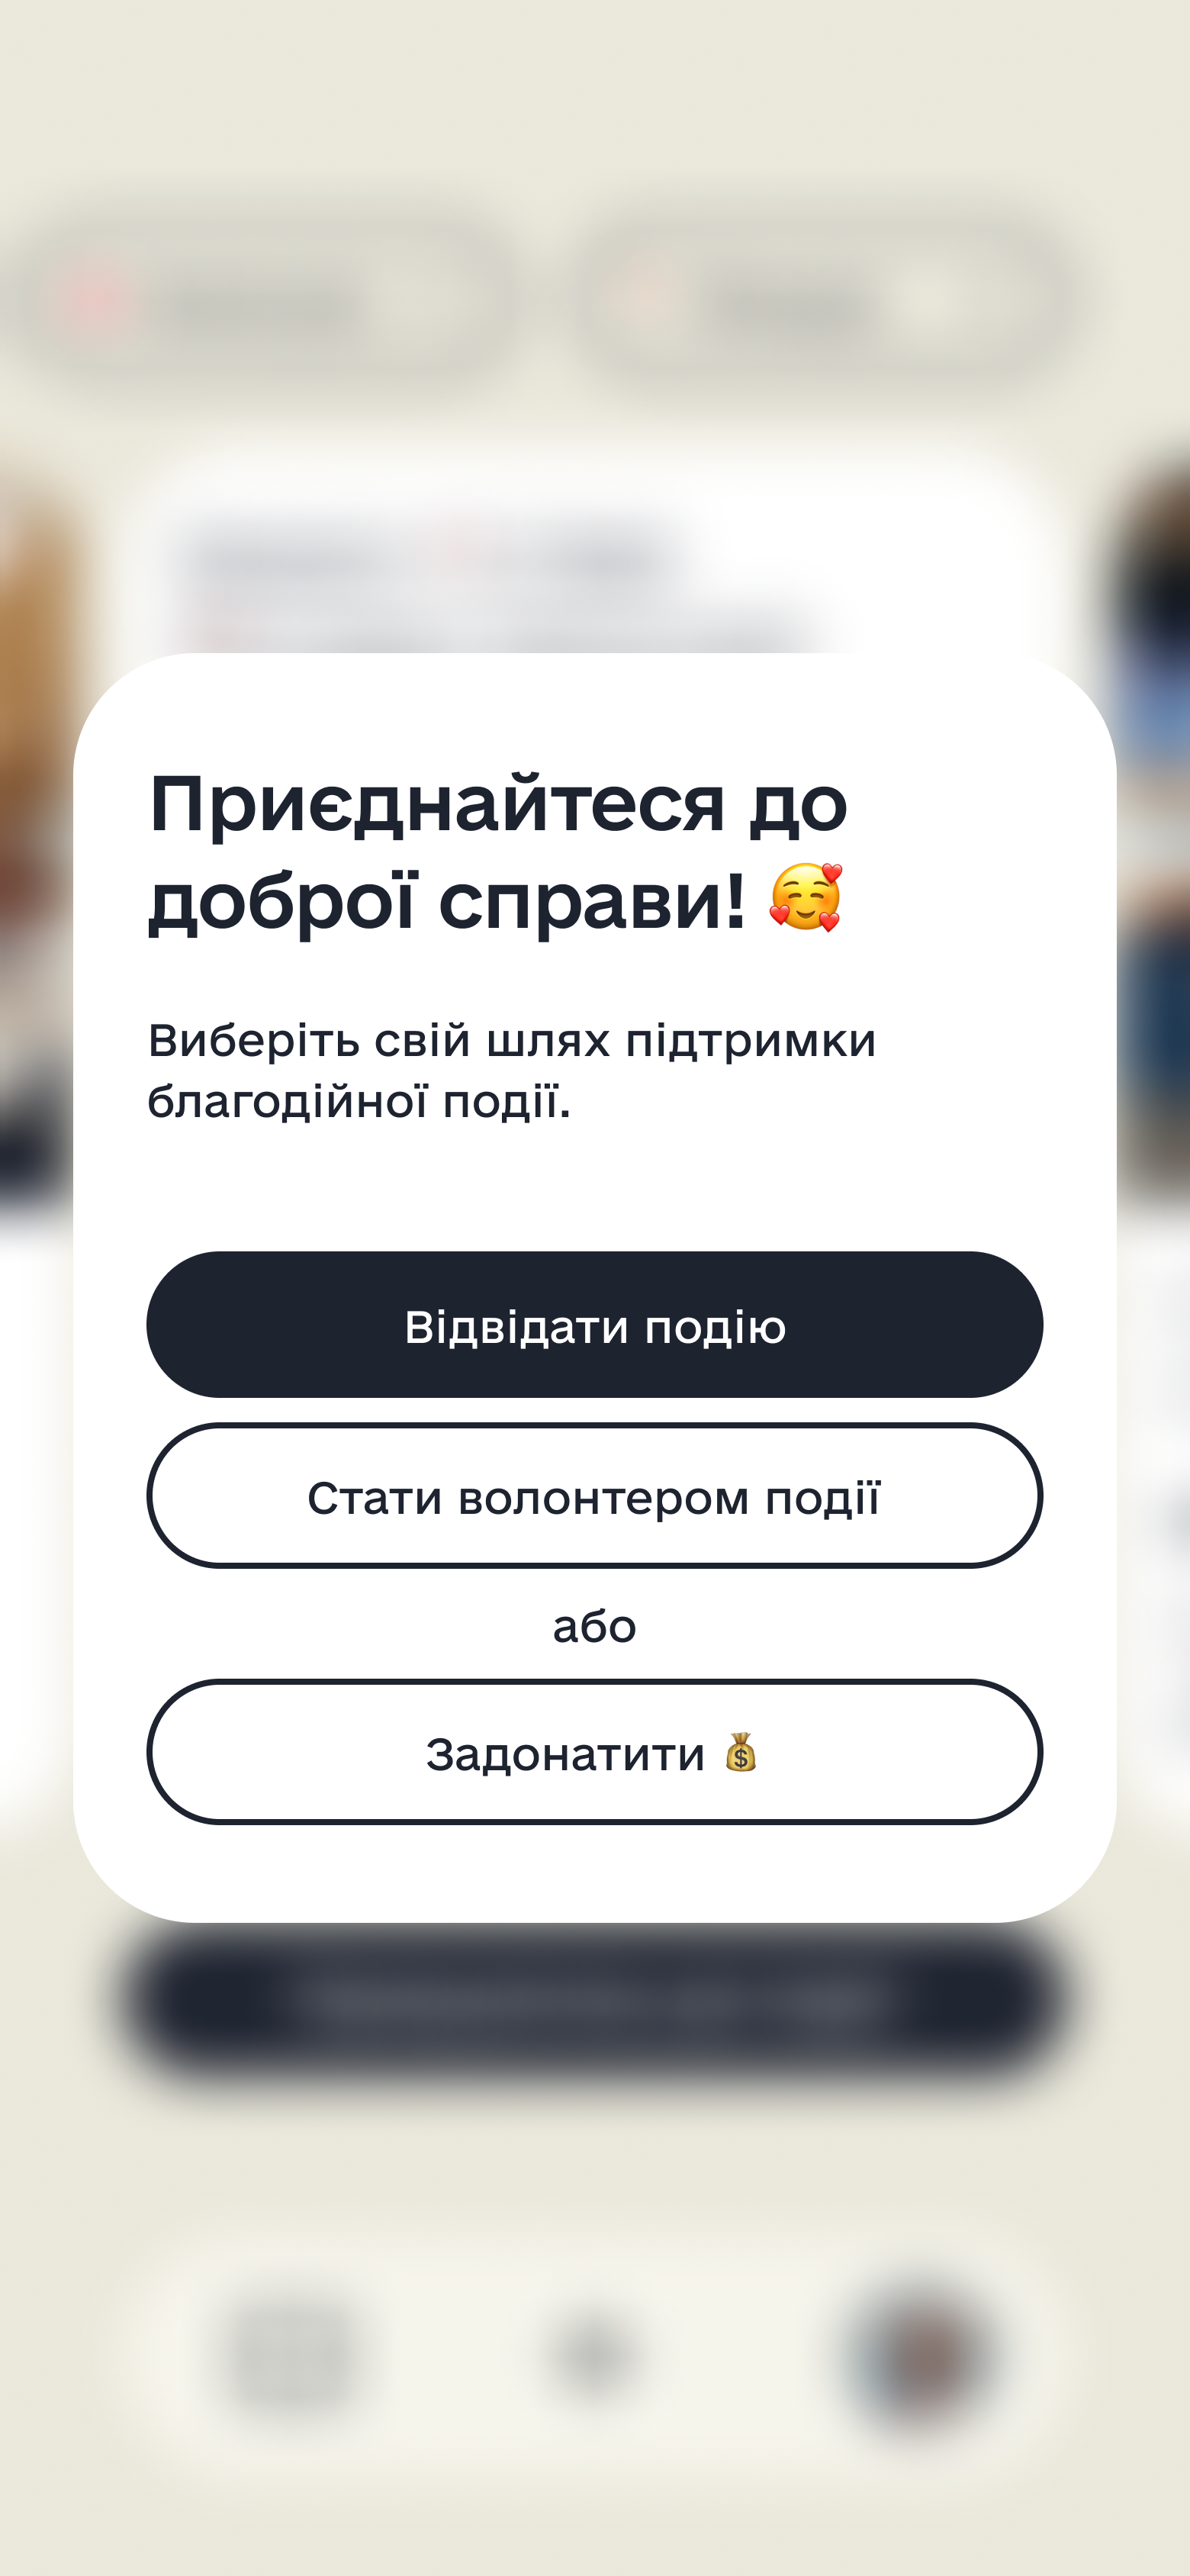 Приєднайтеся до
доброї справи! 🥰
Виберіть свій шлях підтримки
благодійної події.
Відвідати подію
Стати волонтером події
або
Задонатити 💰